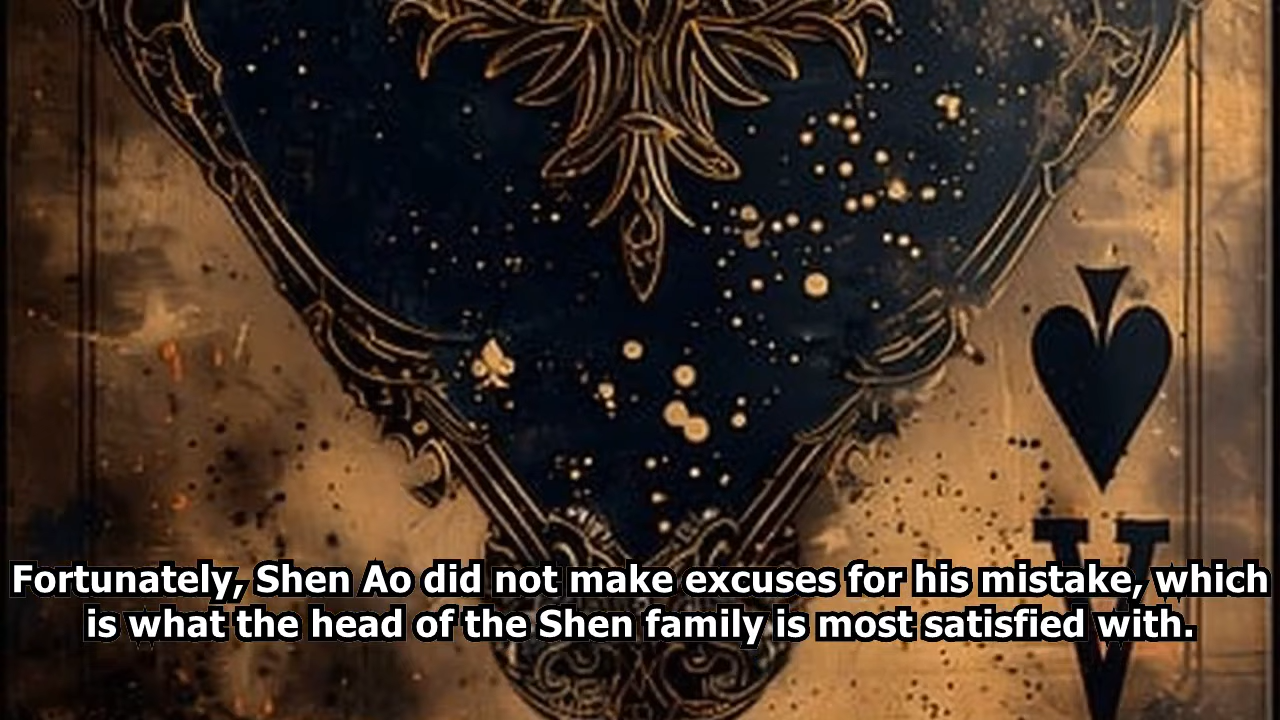 Fortunately, Shen Ao did not make excuses for his mistake, which
is what the head of the Shen family is most satisfied with.